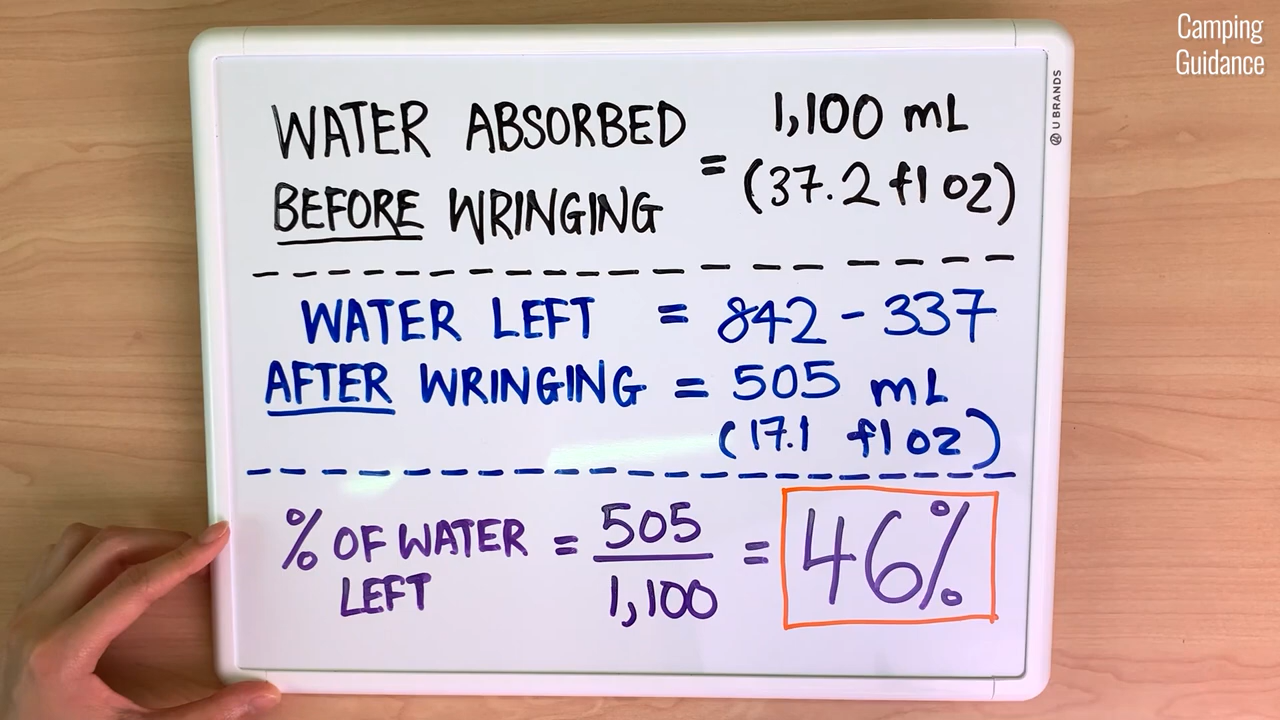 Camping
Guidance
U BRANDS
WATER ABSORBED
BEFORE WRINGING
= 1,100 mL
(37.2 fl oz)
WATER LEFT = 842 - 337
AFTER WRINGING = 505 mL
(17.1 fl oz)
% OF WATER
LEFT
= 505
1,100
= 46%